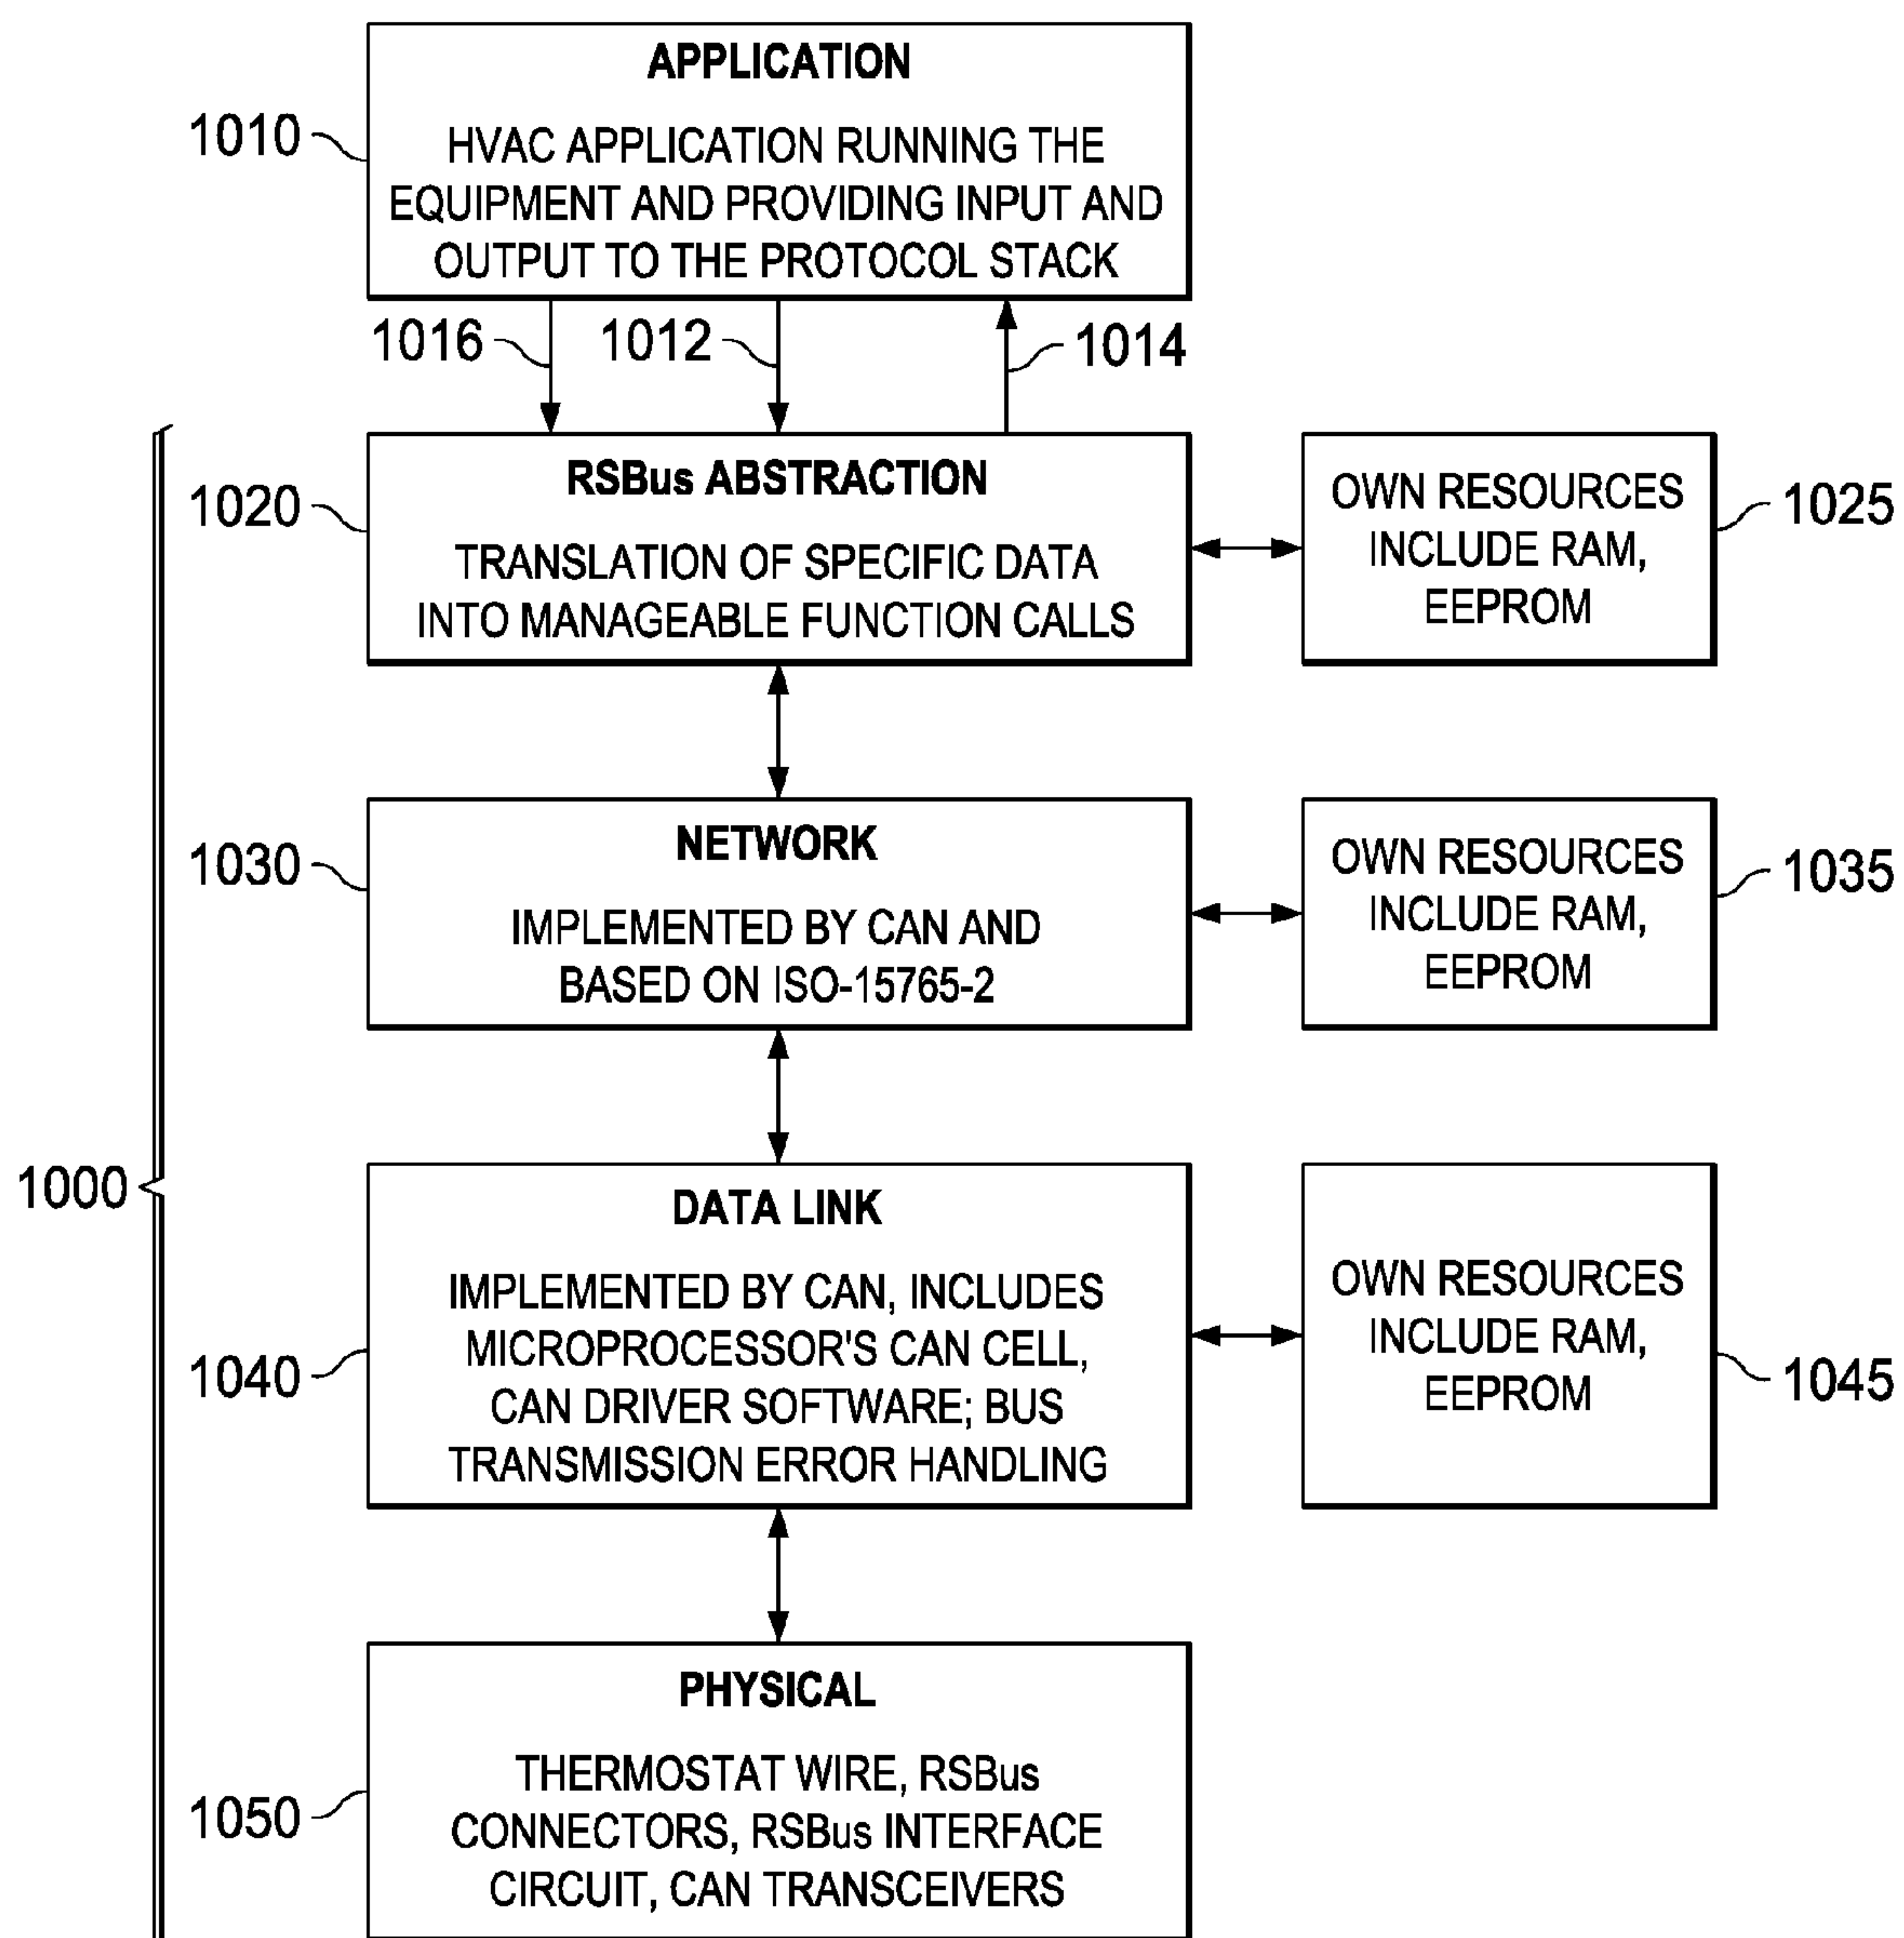 APPLICATION
1010
HVAC APPLICATION RUNNING THE
EQUIPMENT AND PROVIDING INPUT AND
OUTPUT TO THE PROTOCOL STACK
1016
1012
1014
RSBus ABSTRACTION
1020
TRANSLATION OF SPECIFIC DATA
INTO MANAGEABLE FUNCTION CALLS
OWN RESOURCES
INCLUDE RAM,
EEPROM
1025
NETWORK
1030
IMPLEMENTED BY CAN AND
BASED ON ISO-15765-2
OWN RESOURCES
INCLUDE RAM,
EEPROM
1035
1000
DATA LINK
1040
IMPLEMENTED BY CAN, INCLUDES
MICROPROCESSOR'S CAN CELL,
CAN DRIVER SOFTWARE; BUS
TRANSMISSION ERROR HANDLING
OWN RESOURCES
INCLUDE RAM,
EEPROM
1045
PHYSICAL
1050
THERMOSTAT WIRE, RSBus
CONNECTORS, RSBus INTERFACE
CIRCUIT, CAN TRANSCEIVERS